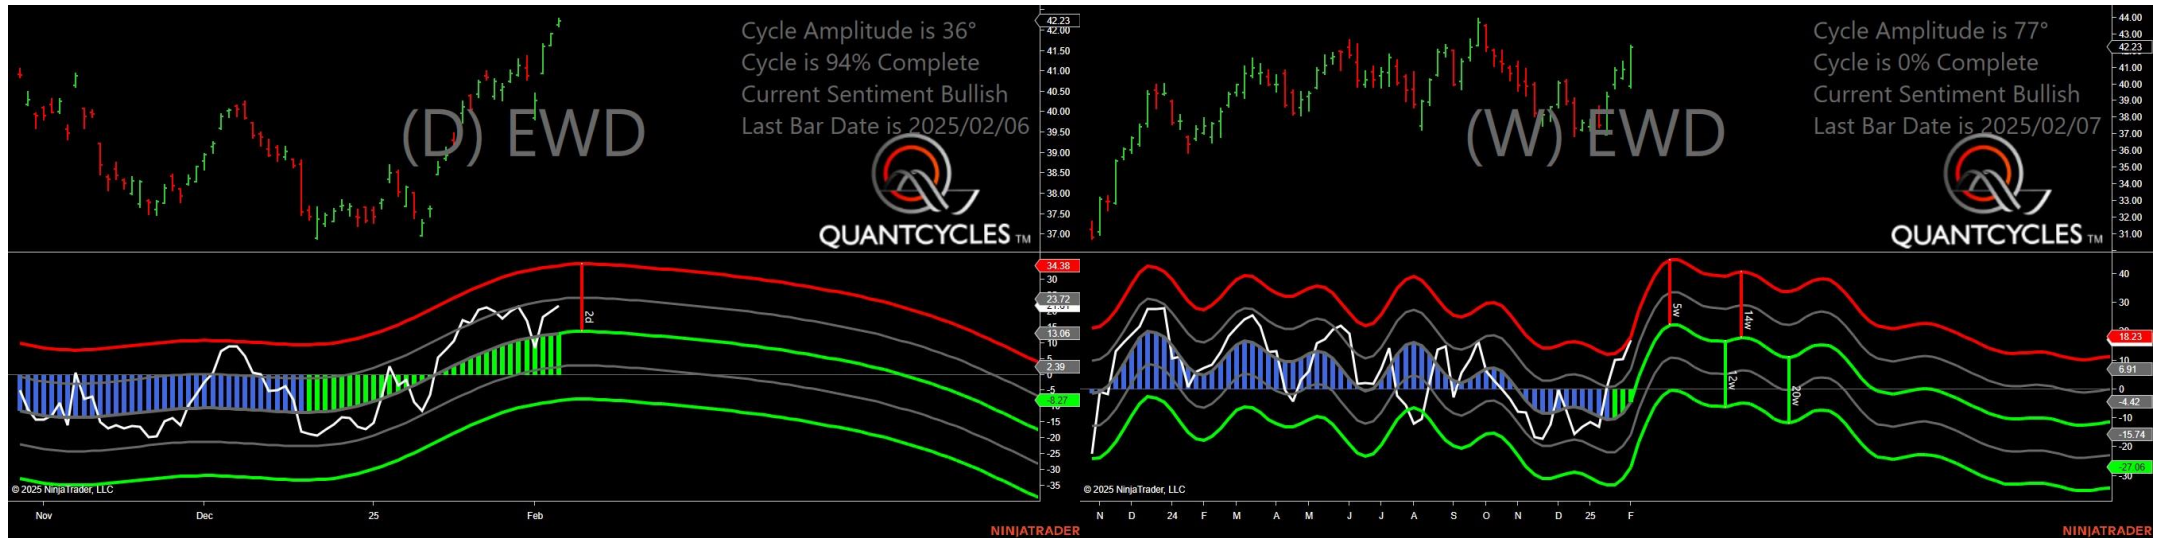 Cycle Amplitude is 36°
Cycle is 94% Complete
Current Sentiment Bullish
Last Bar Date is 2025/02/06
(D) EWD
QUANTCYCLES TM
42.23
42.00
41.50
41.00
40.50
40.00
39.50
39.00
38.50
38.00
37.50
37.00
34.38
30
23.72
13.06
10
5
2.39
0
-5
-8.27
-15
-20
-25
-30
-35
2d
© 2025 NinjaTrader, LLC
Nov
Dec
25
Feb
NINJATRADER
Cycle Amplitude is 77°
Cycle is 0% Complete
Current Sentiment Bullish
Last Bar Date is 2025/02/07
(W) EWD
QUANTCYCLES TM
44.00
43.00
42.23
41.00
40.00
39.00
38.00
37.00
36.00
35.00
34.00
33.00
32.00
31.00
40
30
18.23
10
6.91
0
-4.42
-10
-15.74
-20
-27.06
-30
5w
14w
12w
20w
© 2025 NinjaTrader, LLC
N D 24 F M A M J J A S O N D 25 F
NINJATRADER